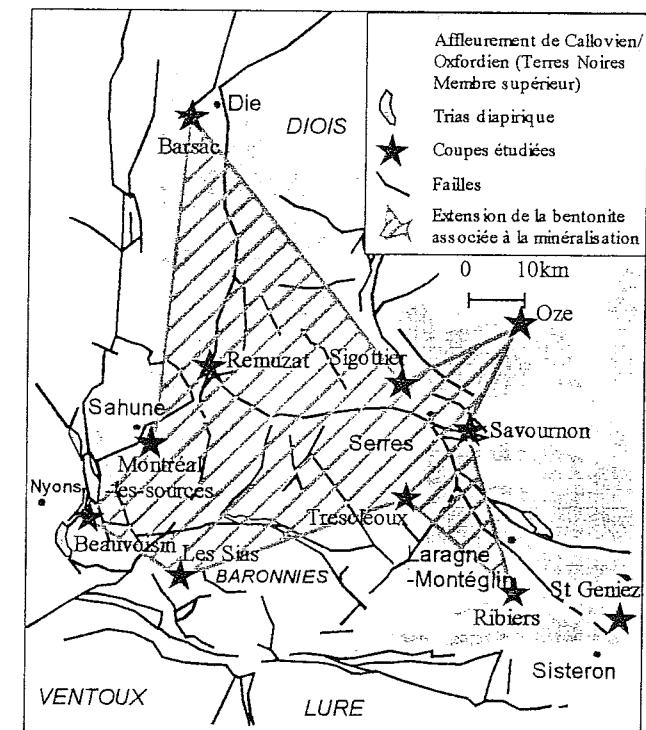 Affleurement de Callovien/
Oxfordien (Terres Noires
Membre supérieur)
Trias diapirique
Coupes étudiées
Failles
Extension de la bentonite
associée à la minéralisation
0 10km
Die
DIOIS
Barsac
Oze
Remuzat
Sigottier
Sahune
Serres
Savournon
Montréal
-les-sources
Nyons
Trescléoux
Beauvoisin
Les Sias
BARONNIES
Laragne
-Montéglin
St Geniez
Ribiers
Sisteron
VENTOUX
LURE